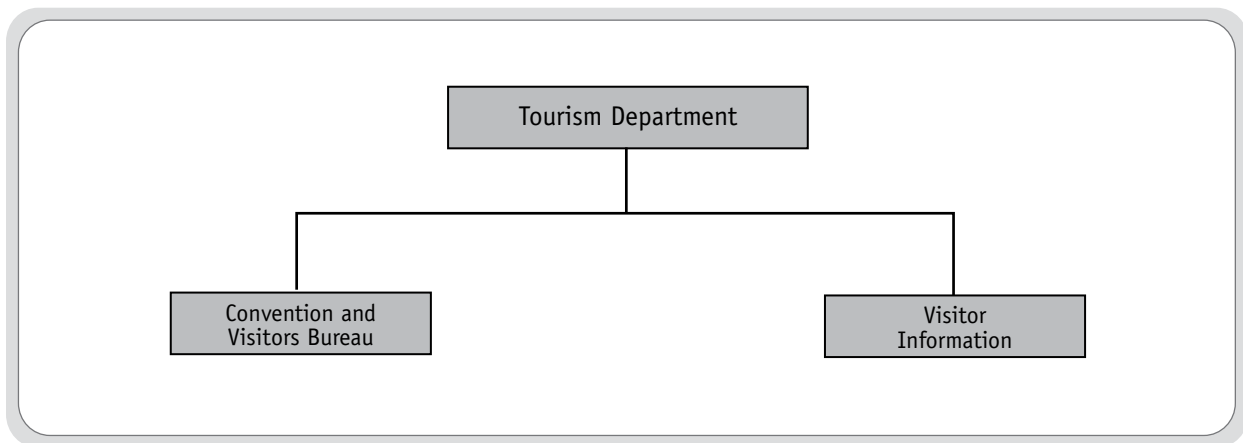 Tourism Department
Convention and
Visitors Bureau
Visitor
Information